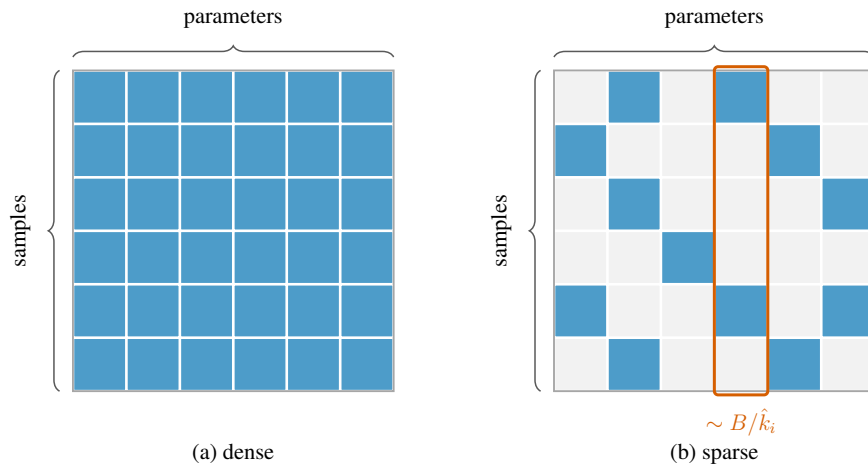 parameters
parameters
samples
samples
∼ B/k̂ᵢ
(a) dense
(b) sparse